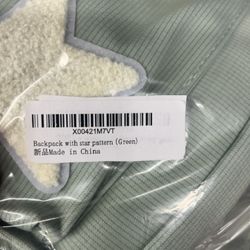 X00421M7VT
Backpack with star pattern (Green)
新品Made in China